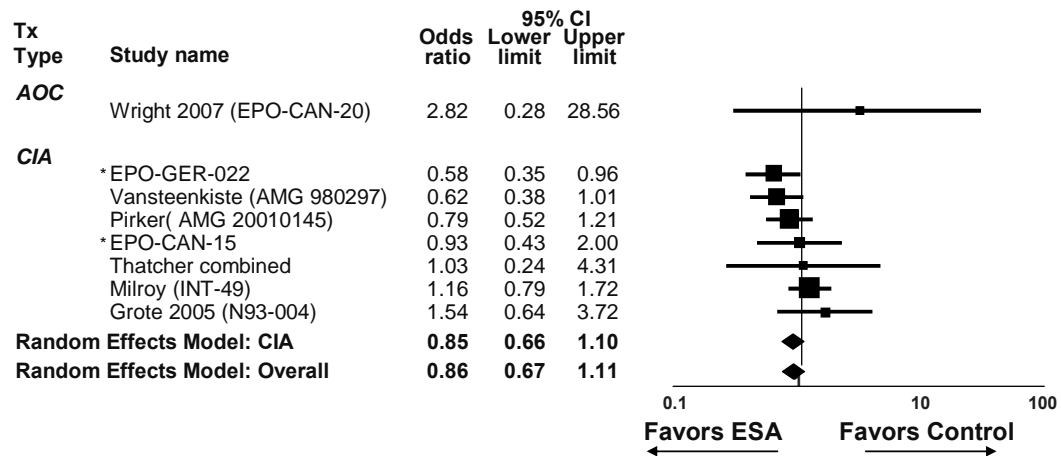 Tx Type Study name Odds ratio 95% CI Lower limit Upper limit
AOC
Wright 2007 (EPO-CAN-20) 2.82 0.28 28.56
CIA
*EPO-GER-022 0.58 0.35 0.96
Vansteenkiste (AMG 980297) 0.62 0.38 1.01
Pirker( AMG 20010145) 0.79 0.52 1.21
*EPO-CAN-15 0.93 0.43 2.00
Thatcher combined 1.03 0.24 4.31
Milroy (INT-49) 1.16 0.79 1.72
Grote 2005 (N93-004) 1.54 0.64 3.72
Random Effects Model: CIA 0.85 0.66 1.10
Random Effects Model: Overall 0.86 0.67 1.11
0.1 1 10 100
Favors ESA Favors Control